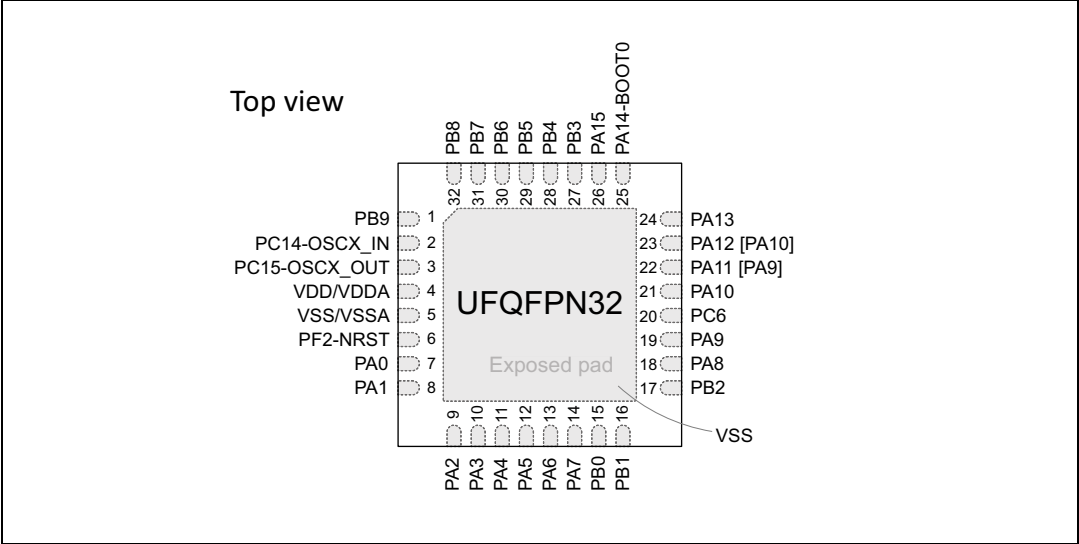 Top view
PB8
PB7
PB6
PB5
PB4
PB3
PA15
PA14-BOOT0
32
31
30
29
28
27
26
25
PB9 1
PC14-OSCX_IN 2
PC15-OSCX_OUT 3
VDD/VDDA 4
VSS/VSSA 5
PF2-NRST 6
PA0 7
PA1 8
UFQFPN32
Exposed pad
24 PA13
23 PA12 [PA10]
22 PA11 [PA9]
21 PA10
20 PC6
19 PA9
18 PA8
17 PB2
VSS
9
10
11
12
13
14
15
16
PA2
PA3
PA4
PA5
PA6
PA7
PB0
PB1